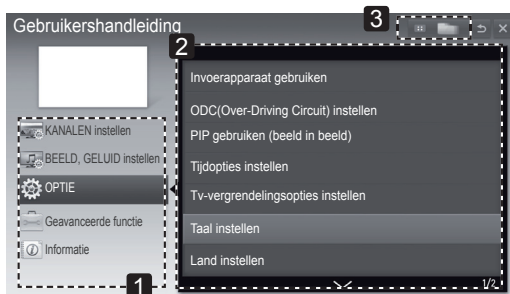 Gebruikershandleiding
3
2
KANALEN instellen
BEELD, GELUID instellen
OPTIE
Geavanceerde functie
Informatie
1
Invoerapparaat gebruiken
ODC(Over-Driving Circuit) instellen
PIP gebruiken (beeld in beeld)
Tijdopties instellen
Tv-vergrendelingsopties instellen
Taal instellen
Land instellen
1/2